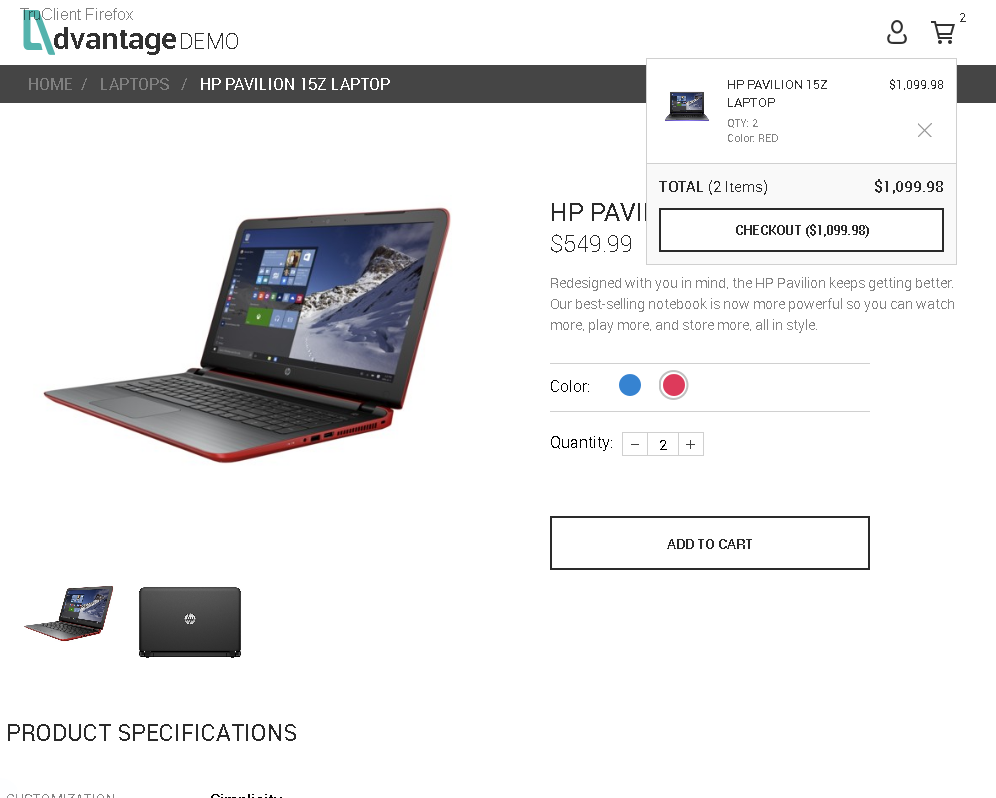 TruClient Firefox
dvantage DEMO
2
HOME / LAPTOPS / HP PAVILION 15Z LAPTOP
HP PAVILION 15Z LAPTOP
$1,099.98
QTY: 2
Color: RED
TOTAL (2 Items)
$1,099.98
CHECKOUT ($1,099.98)
HP PAVI
$549.99
Redesigned with you in mind, the HP Pavilion keeps getting better.
Our best-selling notebook is now more powerful so you can watch
more, play more, and store more, all in style.
Color:
Quantity:
− 2 +
ADD TO CART
PRODUCT SPECIFICATIONS
CUSTOMIZATION
Simplicity